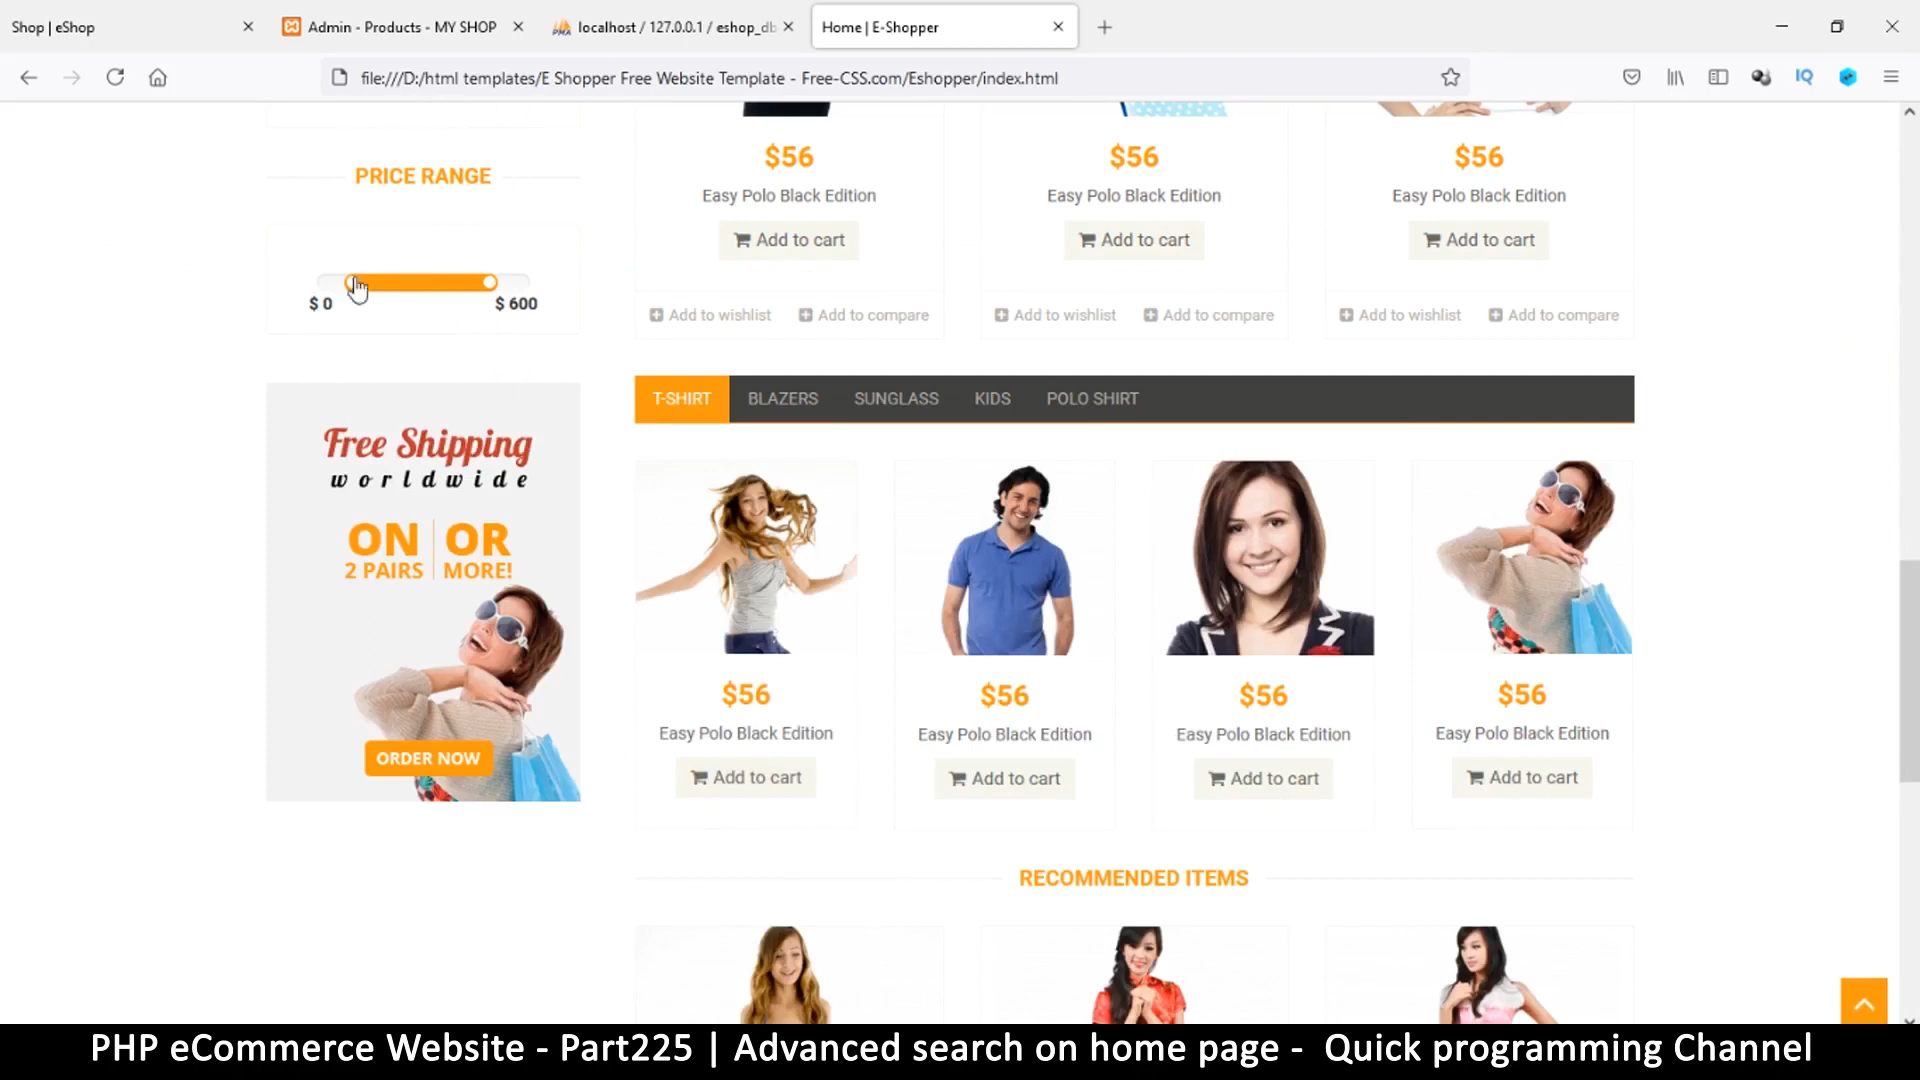 Shop | eShop
Admin - Products - MY SHOP
localhost / 127.0.0.1 / eshop_db
Home | E-Shopper
file:///D:/html templates/E Shopper Free Website Template - Free-CSS.com/Eshopper/index.html
IQ
PRICE RANGE
$ 0
$ 600
$56
$56
$56
Easy Polo Black Edition
Easy Polo Black Edition
Easy Polo Black Edition
Add to cart
Add to cart
Add to cart
Add to wishlist
Add to compare
Add to wishlist
Add to compare
Add to wishlist
Add to compare
Free Shipping
worldwide
ON OR
2 PAIRS MORE!
ORDER NOW
T-SHIRT
BLAZERS
SUNGLASS
KIDS
POLO SHIRT
$56
$56
$56
$56
Easy Polo Black Edition
Easy Polo Black Edition
Easy Polo Black Edition
Easy Polo Black Edition
Add to cart
Add to cart
Add to cart
Add to cart
RECOMMENDED ITEMS
PHP eCommerce Website - Part225 | Advanced search on home page - Quick programming Channel